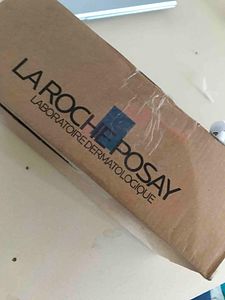 LA ROCHE-POSAY
LABORATOIRE DERMATOLOGIQUE